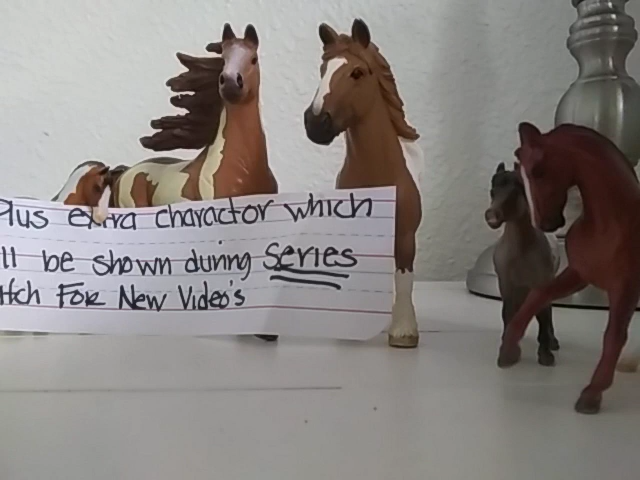 Plus extra charactor which
ll be shown during series
tch For New Video's